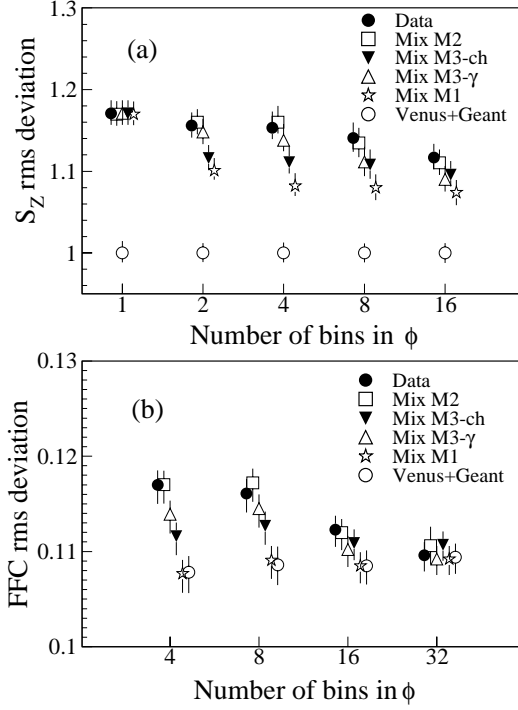 1.3
(a)
Data
Mix M2
Mix M3-ch
Mix M3-γ
Mix M1
Venus+Geant
1.2
1.1
1
S_Z rms deviation
1 2 4 8 16
Number of bins in ϕ
0.13
(b)
Data
Mix M2
Mix M3-ch
Mix M3-γ
Mix M1
Venus+Geant
0.12
0.11
0.1
FFC rms deviation
4 8 16 32
Number of bins in ϕ